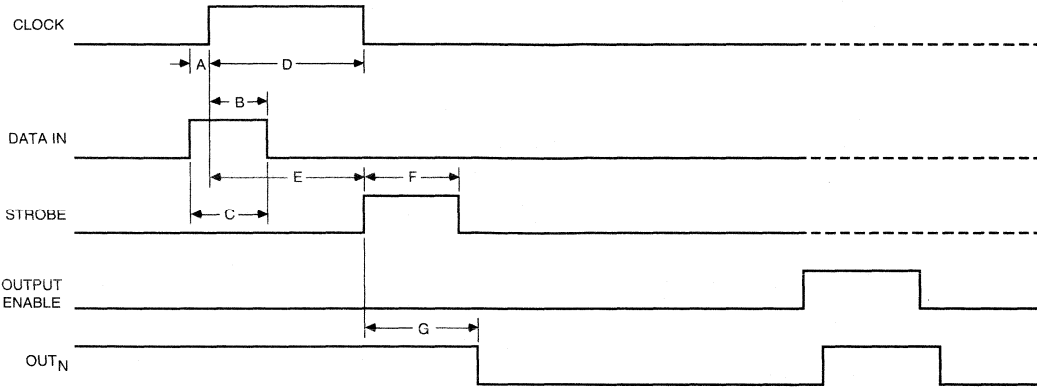 CLOCK
A
D
B
DATA IN
E
F
STROBE
C
OUTPUT
ENABLE
G
OUTN